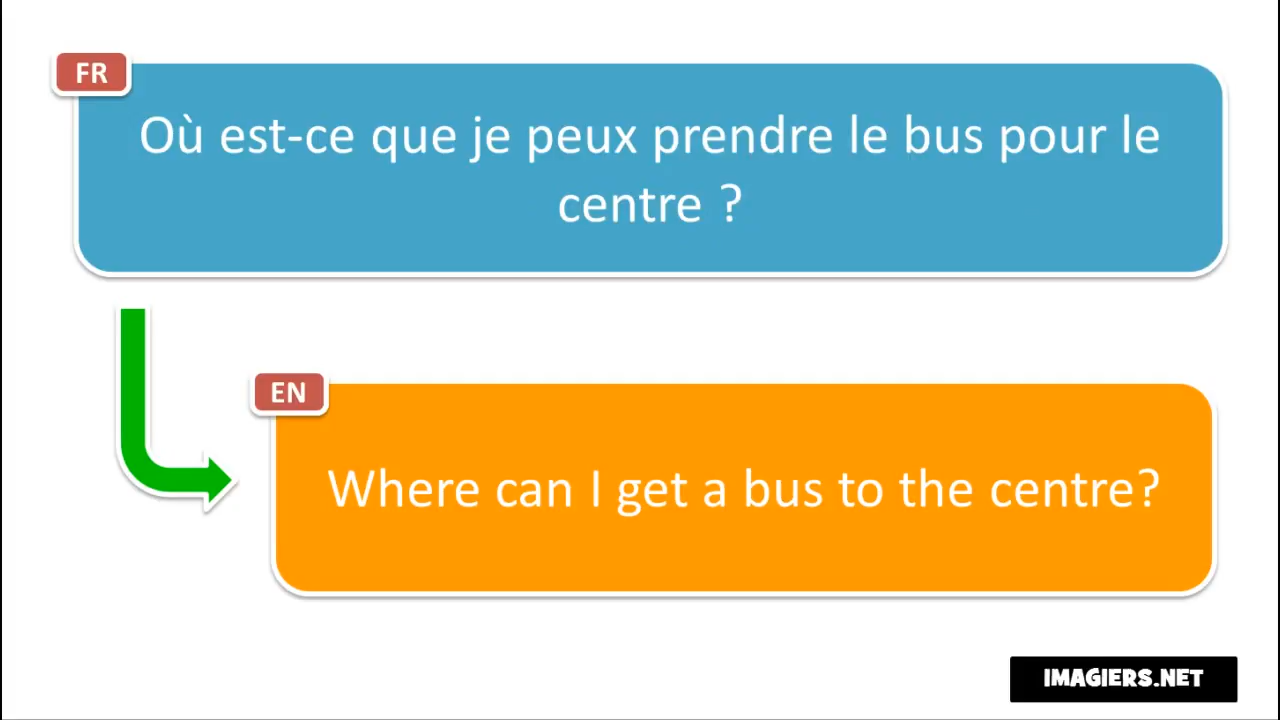 FR
Où est-ce que je peux prendre le bus pour le
centre ?
EN
Where can I get a bus to the centre?
IMAGIERS.NET